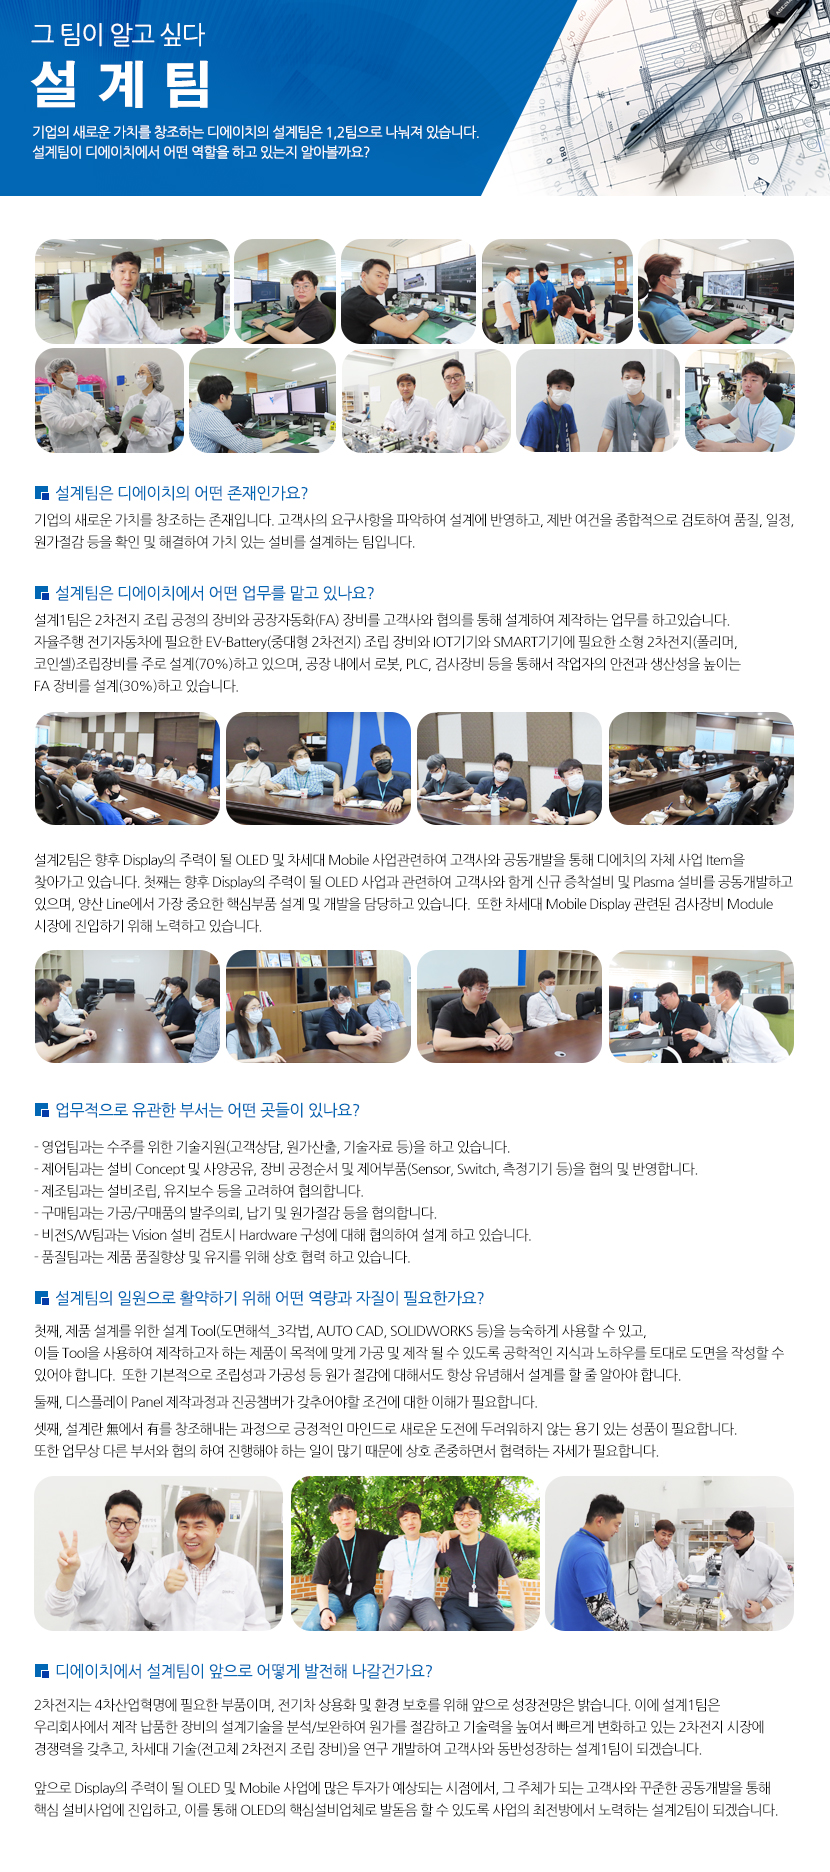 그 팀이 알고 싶다
설계팀
기업의 새로운 가치를 창조하는 디에이치의 설계팀은 1,2팀으로 나눠져 있습니다.
설계팀이 디에이치에서 어떤 역할을 하고 있는지 알아볼까요?
설계팀은 디에이치의 어떤 존재인가요?
기업의 새로운 가치를 창조하는 존재입니다. 고객사의 요구사항을 파악하여 설계에 반영하고, 제반 여건을 종합적으로 검토하여 품질, 일정,
원가절감 등을 확인 및 해결하여 가치 있는 설비를 설계하는 팀입니다.
설계팀은 디에이치에서 어떤 업무를 맡고 있나요?
설계1팀은 2차전지 조립 공정의 장비와 공장자동화(FA) 장비를 고객사와 협의를 통해 설계하여 제작하는 업무를 하고있습니다.
자율주행 전기자동차에 필요한 EV-Battery(중대형 2차전지) 조립 장비와 IOT기기와 SMART기기에 필요한 소형 2차전지(폴리머,
코인셀)조립장비를 주로 설계(70%)하고 있으며, 공장 내에서 로봇, PLC, 검사장비 등을 통해서 작업자의 안전과 생산성을 높이는
FA 장비를 설계(30%)하고 있습니다.
설계2팀은 향후 Display의 주력이 될 OLED 및 차세대 Mobile 사업관련하여 고객사와 공동개발을 통해 디에치의 자체 사업 Item을
찾아가고 있습니다. 첫째는 향후 Display의 주력이 될 OLED 사업과 관련하여 고객사와 함께 신규 증착설비 및 Plasma 설비를 공동개발하고
있으며, 양산 Line에서 가장 중요한 핵심부품 설계 및 개발을 담당하고 있습니다.  또한 차세대 Mobile Display 관련된 검사장비 Module
시장에 진입하기 위해 노력하고 있습니다.
업무적으로 유관한 부서는 어떤 곳들이 있나요?
- 영업팀과는 수주를 위한 기술지원(고객상담, 원가산출, 기술자료 등)을 하고 있습니다.
- 제어팀과는 설비 Concept 및 사양공유, 장비 공정순서 및 제어부품(Sensor, Switch, 측정기기 등)을 협의 및 반영합니다.
- 제조팀과는 설비조립, 유지보수 등을 고려하여 협의합니다.
- 구매팀과는 가공/구매품의 발주의뢰, 납기 및 원가절감 등을 협의합니다.
- 비전S/W팀과는 Vision 설비 검토시 Hardware 구성에 대해 협의하여 설계 하고 있습니다.
- 품질팀과는 제품 품질향상 및 유지를 위해 상호 협력 하고 있습니다.
설계팀의 일원으로 활약하기 위해 어떤 역량과 자질이 필요한가요?
첫째, 제품 설계를 위한 설계 Tool(도면해석_3각법, AUTO CAD, SOLIDWORKS 등)을 능숙하게 사용할 수 있고,
이들 Tool을 사용하여 제작하고자 하는 제품이 목적에 맞게 가공 및 제작 될 수 있도록 공학적인 지식과 노하우를 토대로 도면을 작성할 수
있어야 합니다.  또한 기본적으로 조립성과 가공성 등 원가 절감에 대해서도 항상 유념해서 설계를 할 줄 알아야 합니다.
둘째, 디스플레이 Panel 제작과정과 진공챔버가 갖추어야할 조건에 대한 이해가 필요합니다.
셋째, 설계란 無에서 有를 창조해내는 과정으로 긍정적인 마인드로 새로운 도전에 두려워하지 않는 용기 있는 성품이 필요합니다.
또한 업무상 다른 부서와 협의 하여 진행해야 하는 일이 많기 때문에 상호 존중하면서 협력하는 자세가 필요합니다.
디에이치에서 설계팀이 앞으로 어떻게 발전해 나갈건가요?
2차전지는 4차산업혁명에 필요한 부품이며, 전기차 상용화 및 환경 보호를 위해 앞으로 성장전망은 밝습니다. 이에 설계1팀은
우리회사에서 제작 납품한 장비의 설계기술을 분석/보완하여 원가를 절감하고 기술력을 높여서 빠르게 변화하고 있는 2차전지 시장에
경쟁력을 갖추고, 차세대 기술(전고체 2차전지 조립 장비)을 연구 개발하여 고객사와 동반성장하는 설계1팀이 되겠습니다.
앞으로 Display의 주력이 될 OLED 및 Mobile 사업에 많은 투자가 예상되는 시점에서, 그 주체가 되는 고객사와 꾸준한 공동개발을 통해
핵심 설비사업에 진입하고, 이를 통해 OLED의 핵심설비업체로 발돋음 할 수 있도록 사업의 최전방에서 노력하는 설계2팀이 되겠습니다.